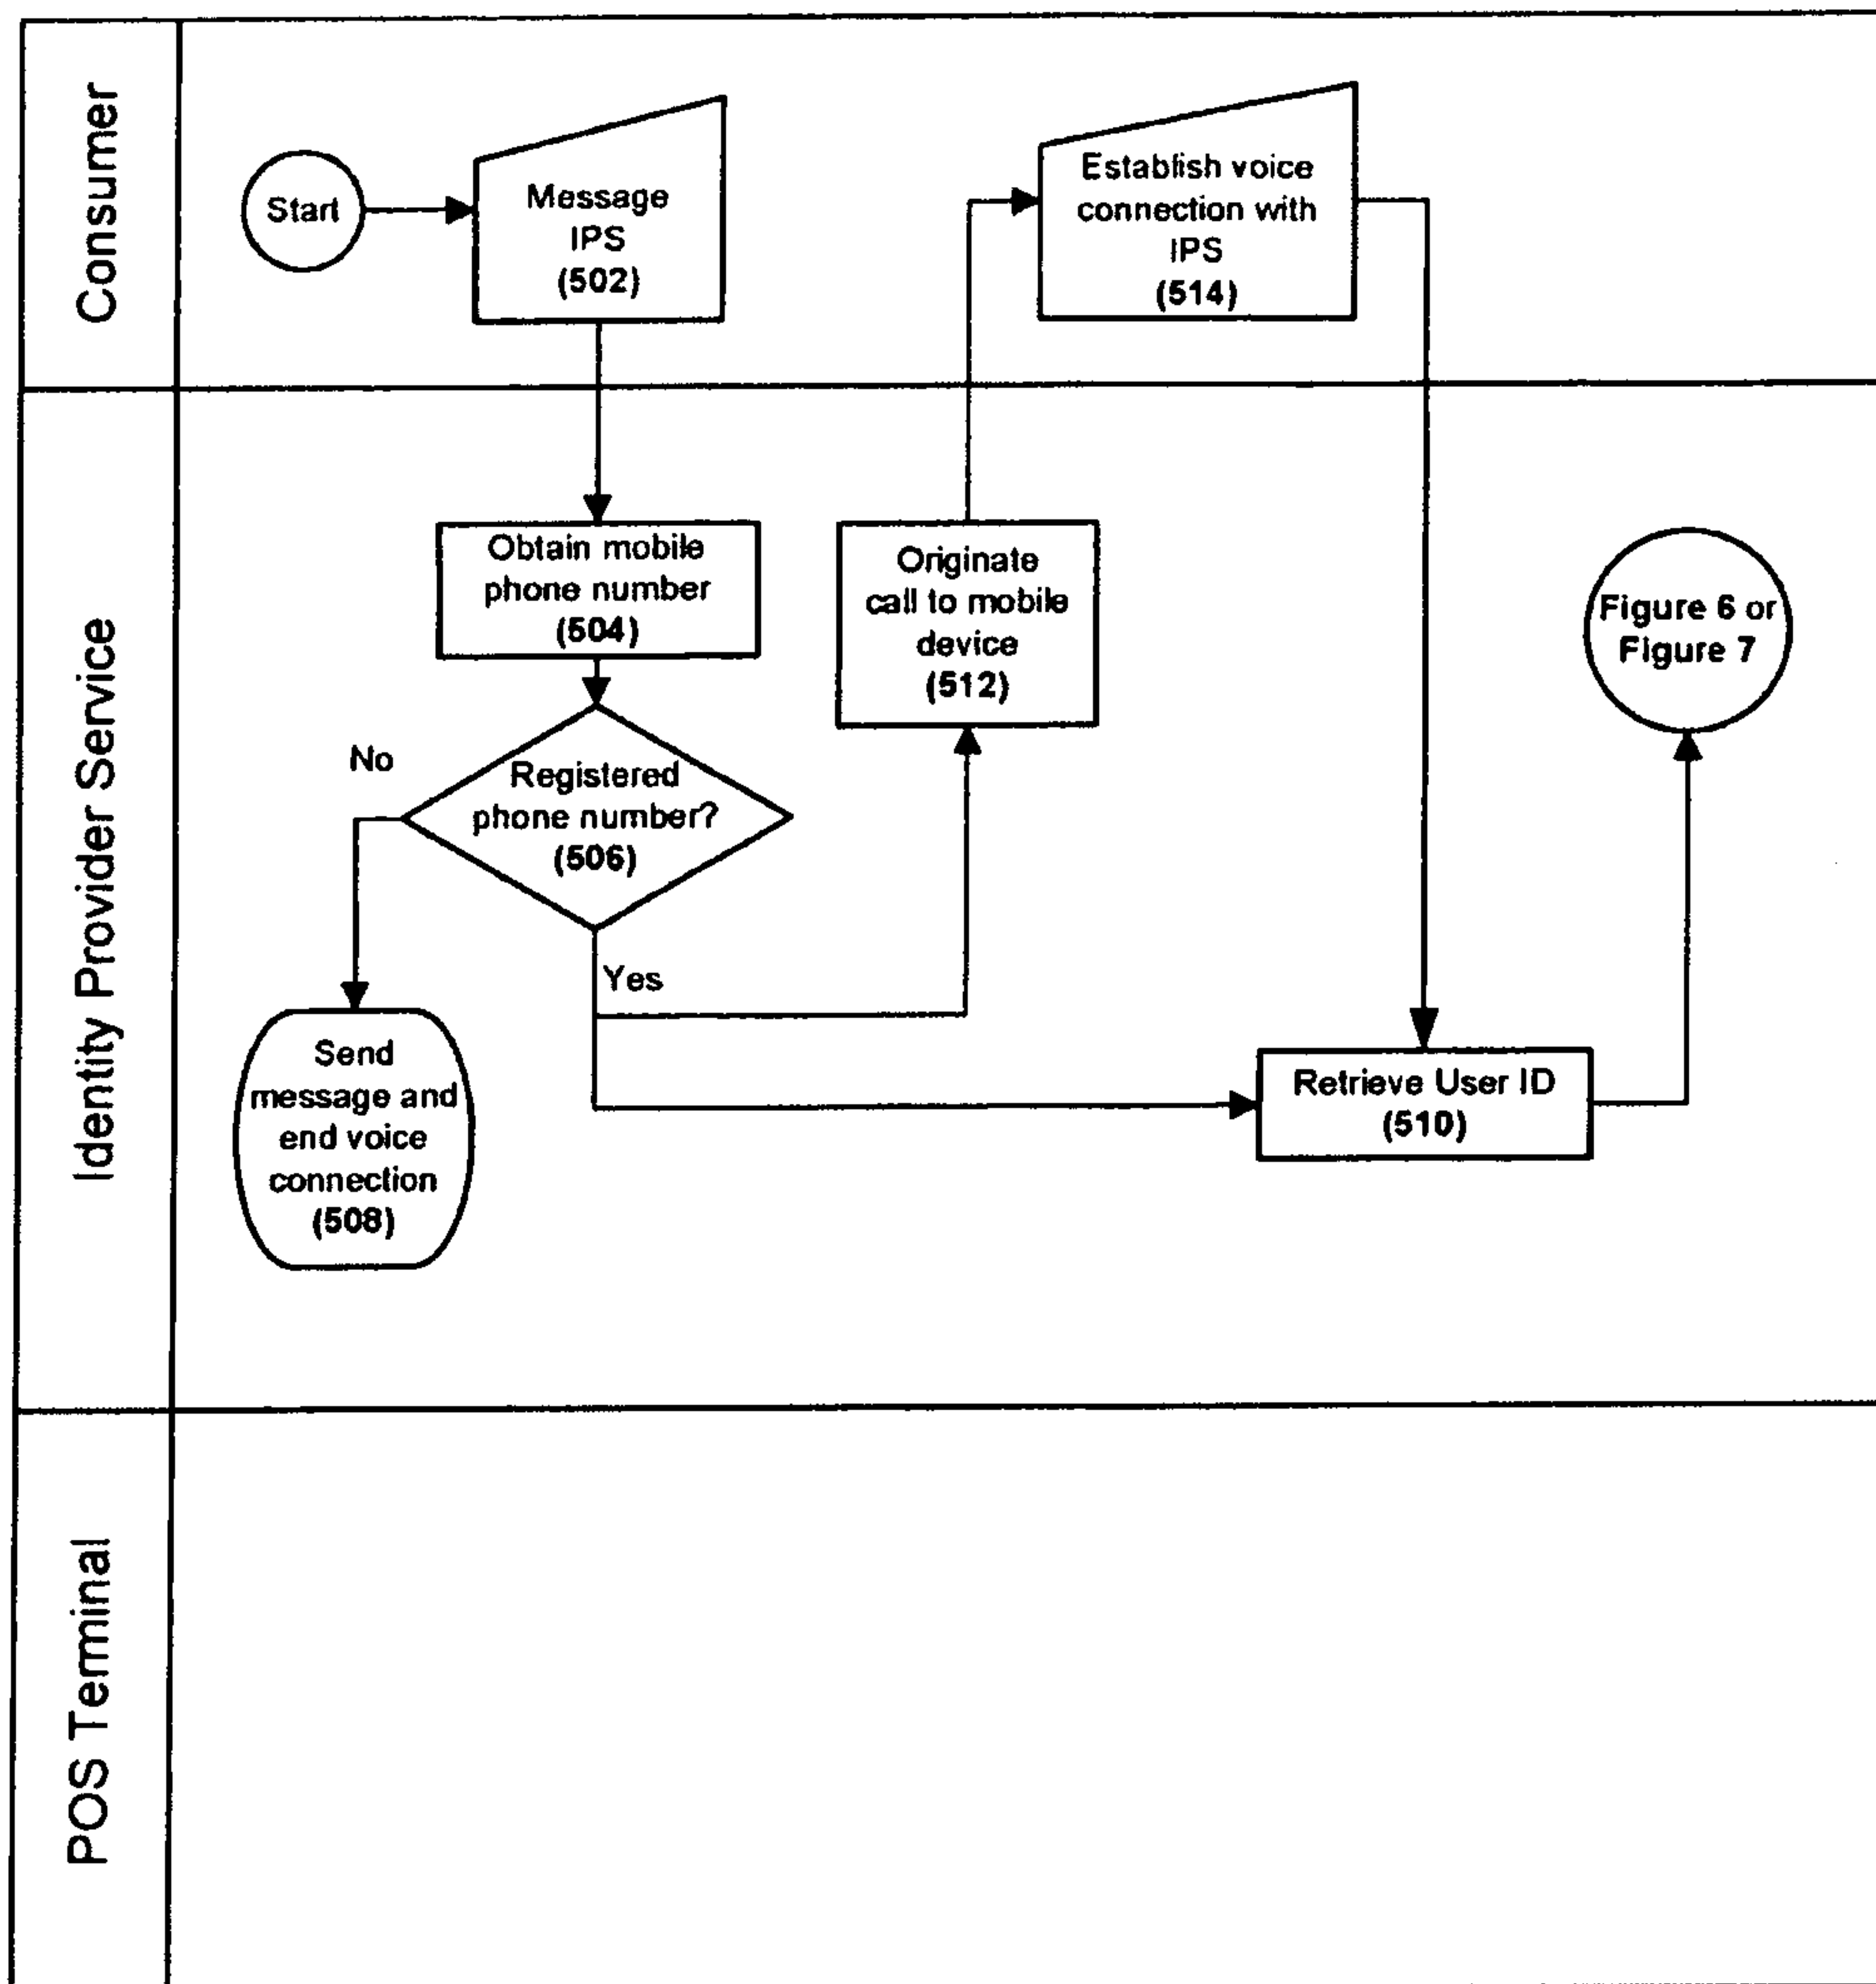 Consumer
Start
Message
IPS
(502)
Establish voice
connection with
IPS
(514)
Identity Provider Service
Obtain mobile
phone number
(504)
Originate
call to mobile
device
(512)
Figure 6 or
Figure 7
No
Registered
phone number?
(506)
Yes
Send
message and
end voice
connection
(508)
Retrieve User ID
(510)
POS Terminal